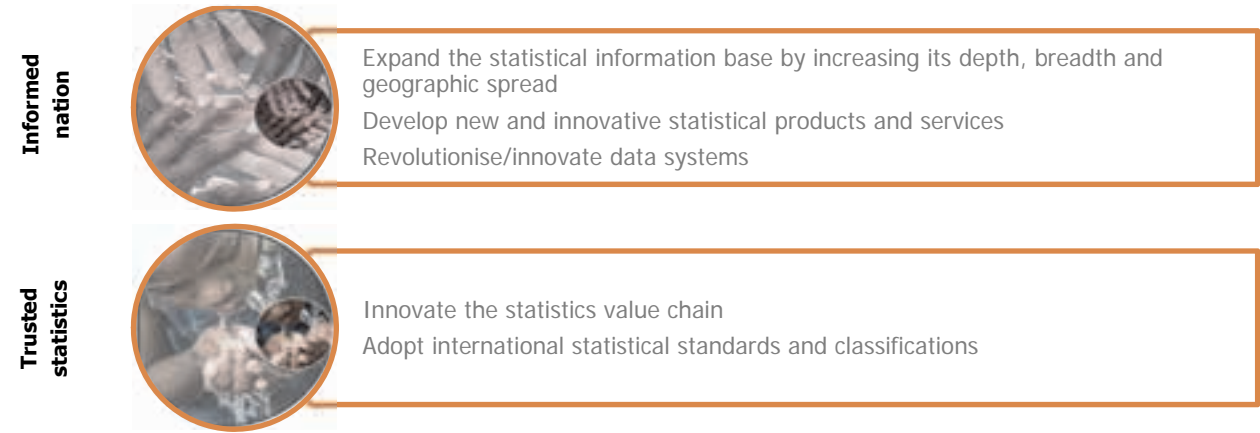 Informed
nation
Expand the statistical information base by increasing its depth, breadth and
geographic spread
Develop new and innovative statistical products and services
Revolutionise/innovate data systems
Trusted
statistics
Innovate the statistics value chain
Adopt international statistical standards and classifications